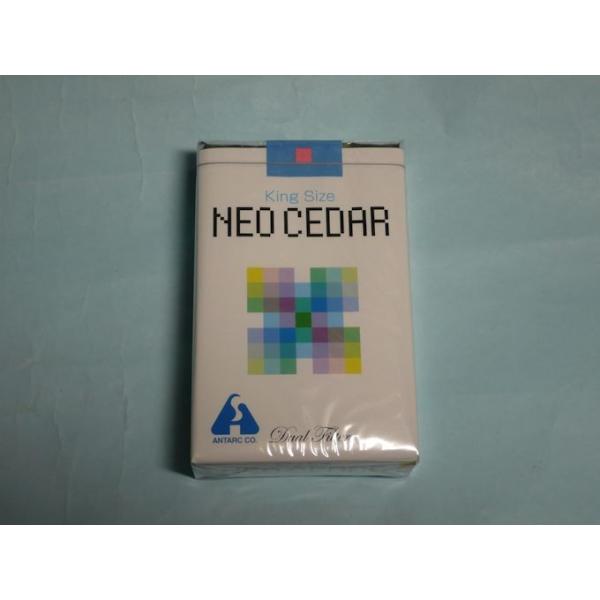 King Size
NEO CEDAR
ANTARC CO.
Dual Filter